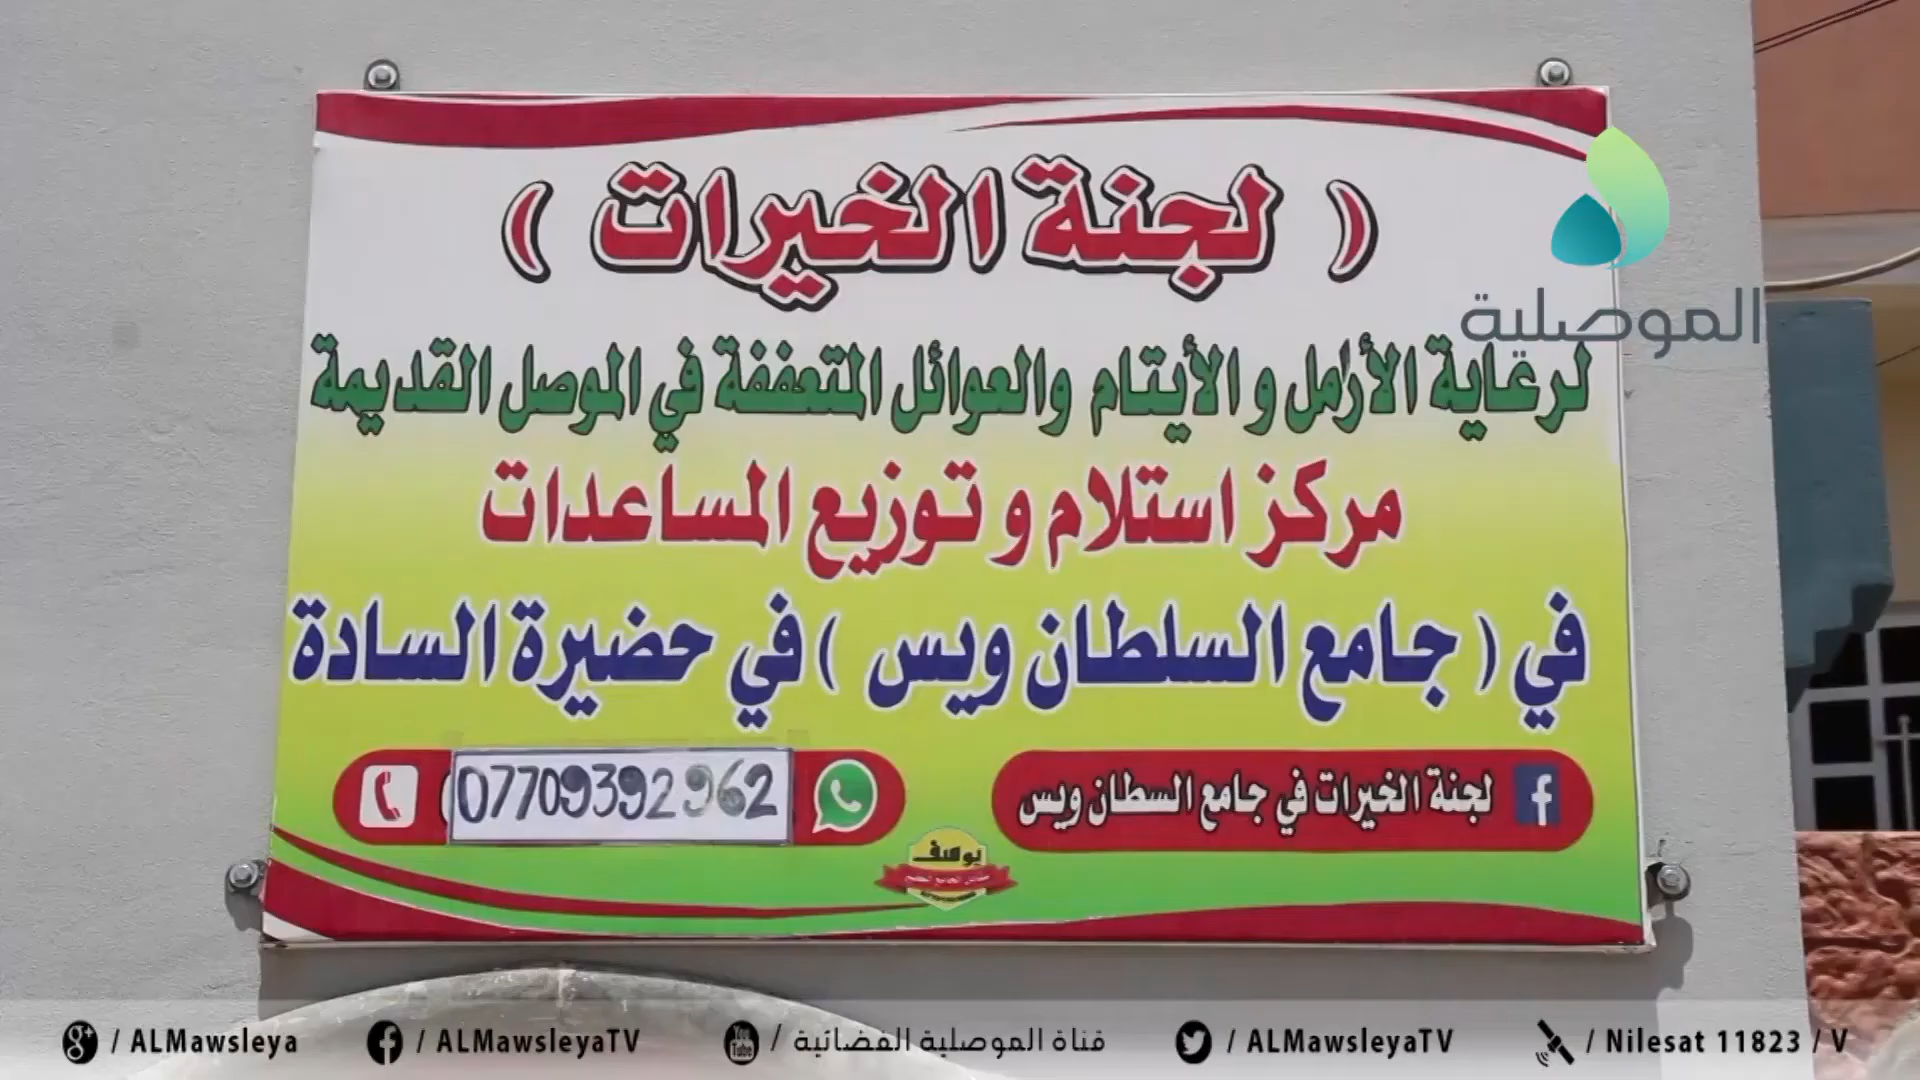 ( لجنة الخيرات )
الموصلية
لرعاية الأرامل و الأيتام والعوائل المتعففة في الموصل القديمة
مركز استلام و توزيع المساعدات
في ( جامع السلطان ويس ) في حضيرة السادة
لجنة الخيرات في جامع السطان ويس
07709392962
يوسف
/ ALMawsleya
/ ALMawsleyaTV
/ قناة الموصلية الفضائية
/ ALMawsleyaTV
/ Nilesat 11823 / V